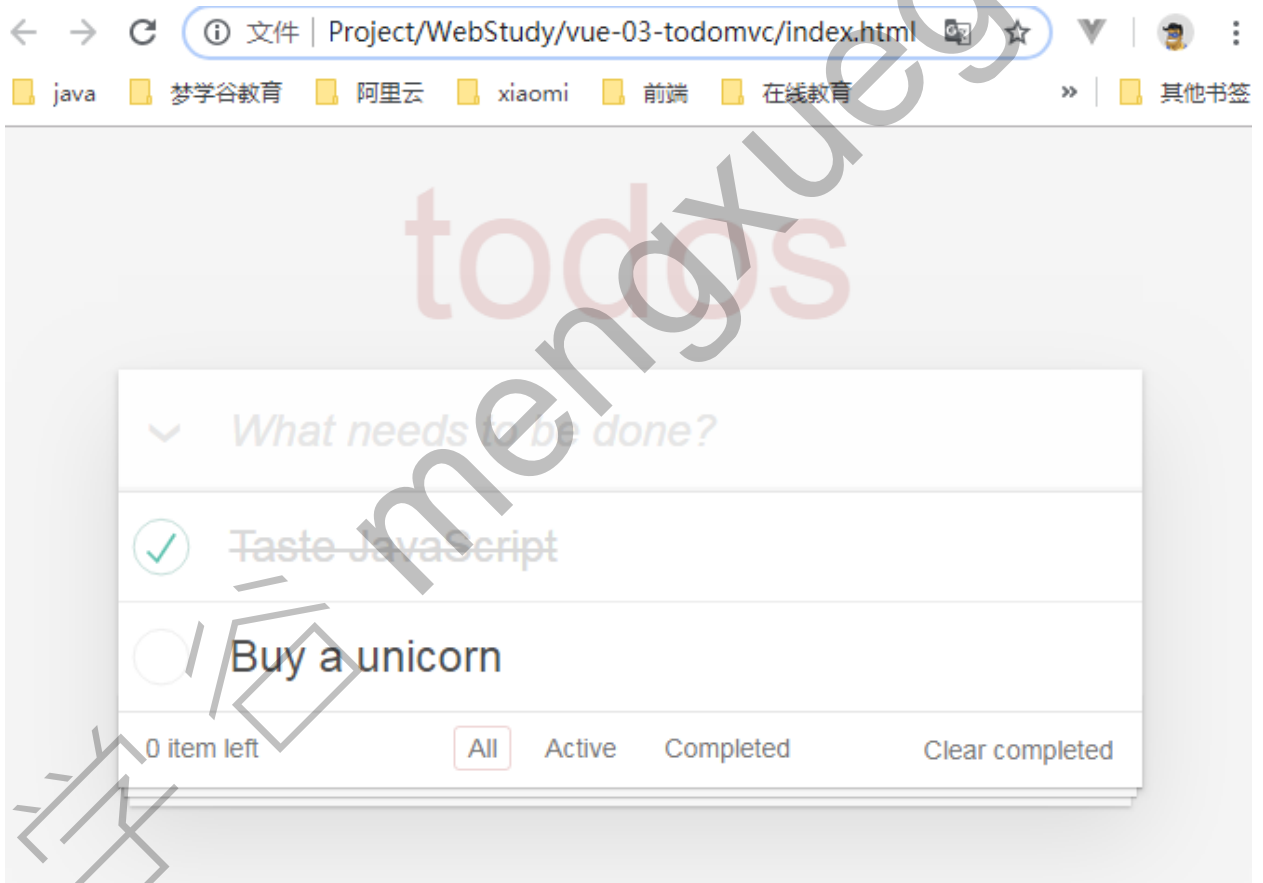 文件 | Project/WebStudy/vue-03-todomvc/index.html
java 梦学谷教育 阿里云 xiaomi 前端 在线教育 » 其他书签
todos
What needs to be done?
Taste JavaScript
Buy a unicorn
0 item left All Active Completed Clear completed
学谷 mengxueg